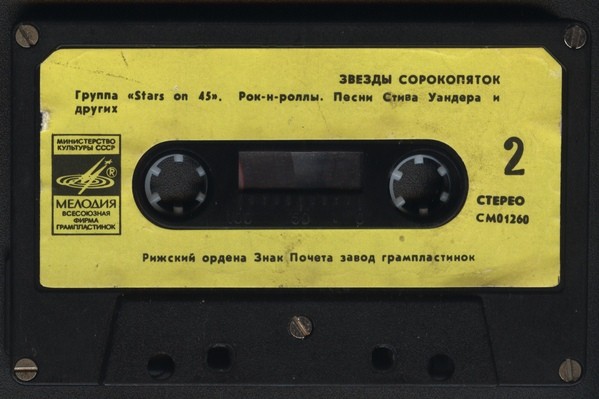 ЗВЕЗДЫ СОРОКОПЯТОК
Группа «Stars on 45». Рок-н-роллы. Песни Стива Уандера и
других
МИНИСТЕРСТВО
КУЛЬТУРЫ СССР
®
МЕЛОДИЯ
ВСЕСОЮЗНАЯ
ФИРМА
ГРАМПЛАСТИНОК
2
СТЕРЕО
СМ01260
Рижский ордена Знак Почета завод грампластинок